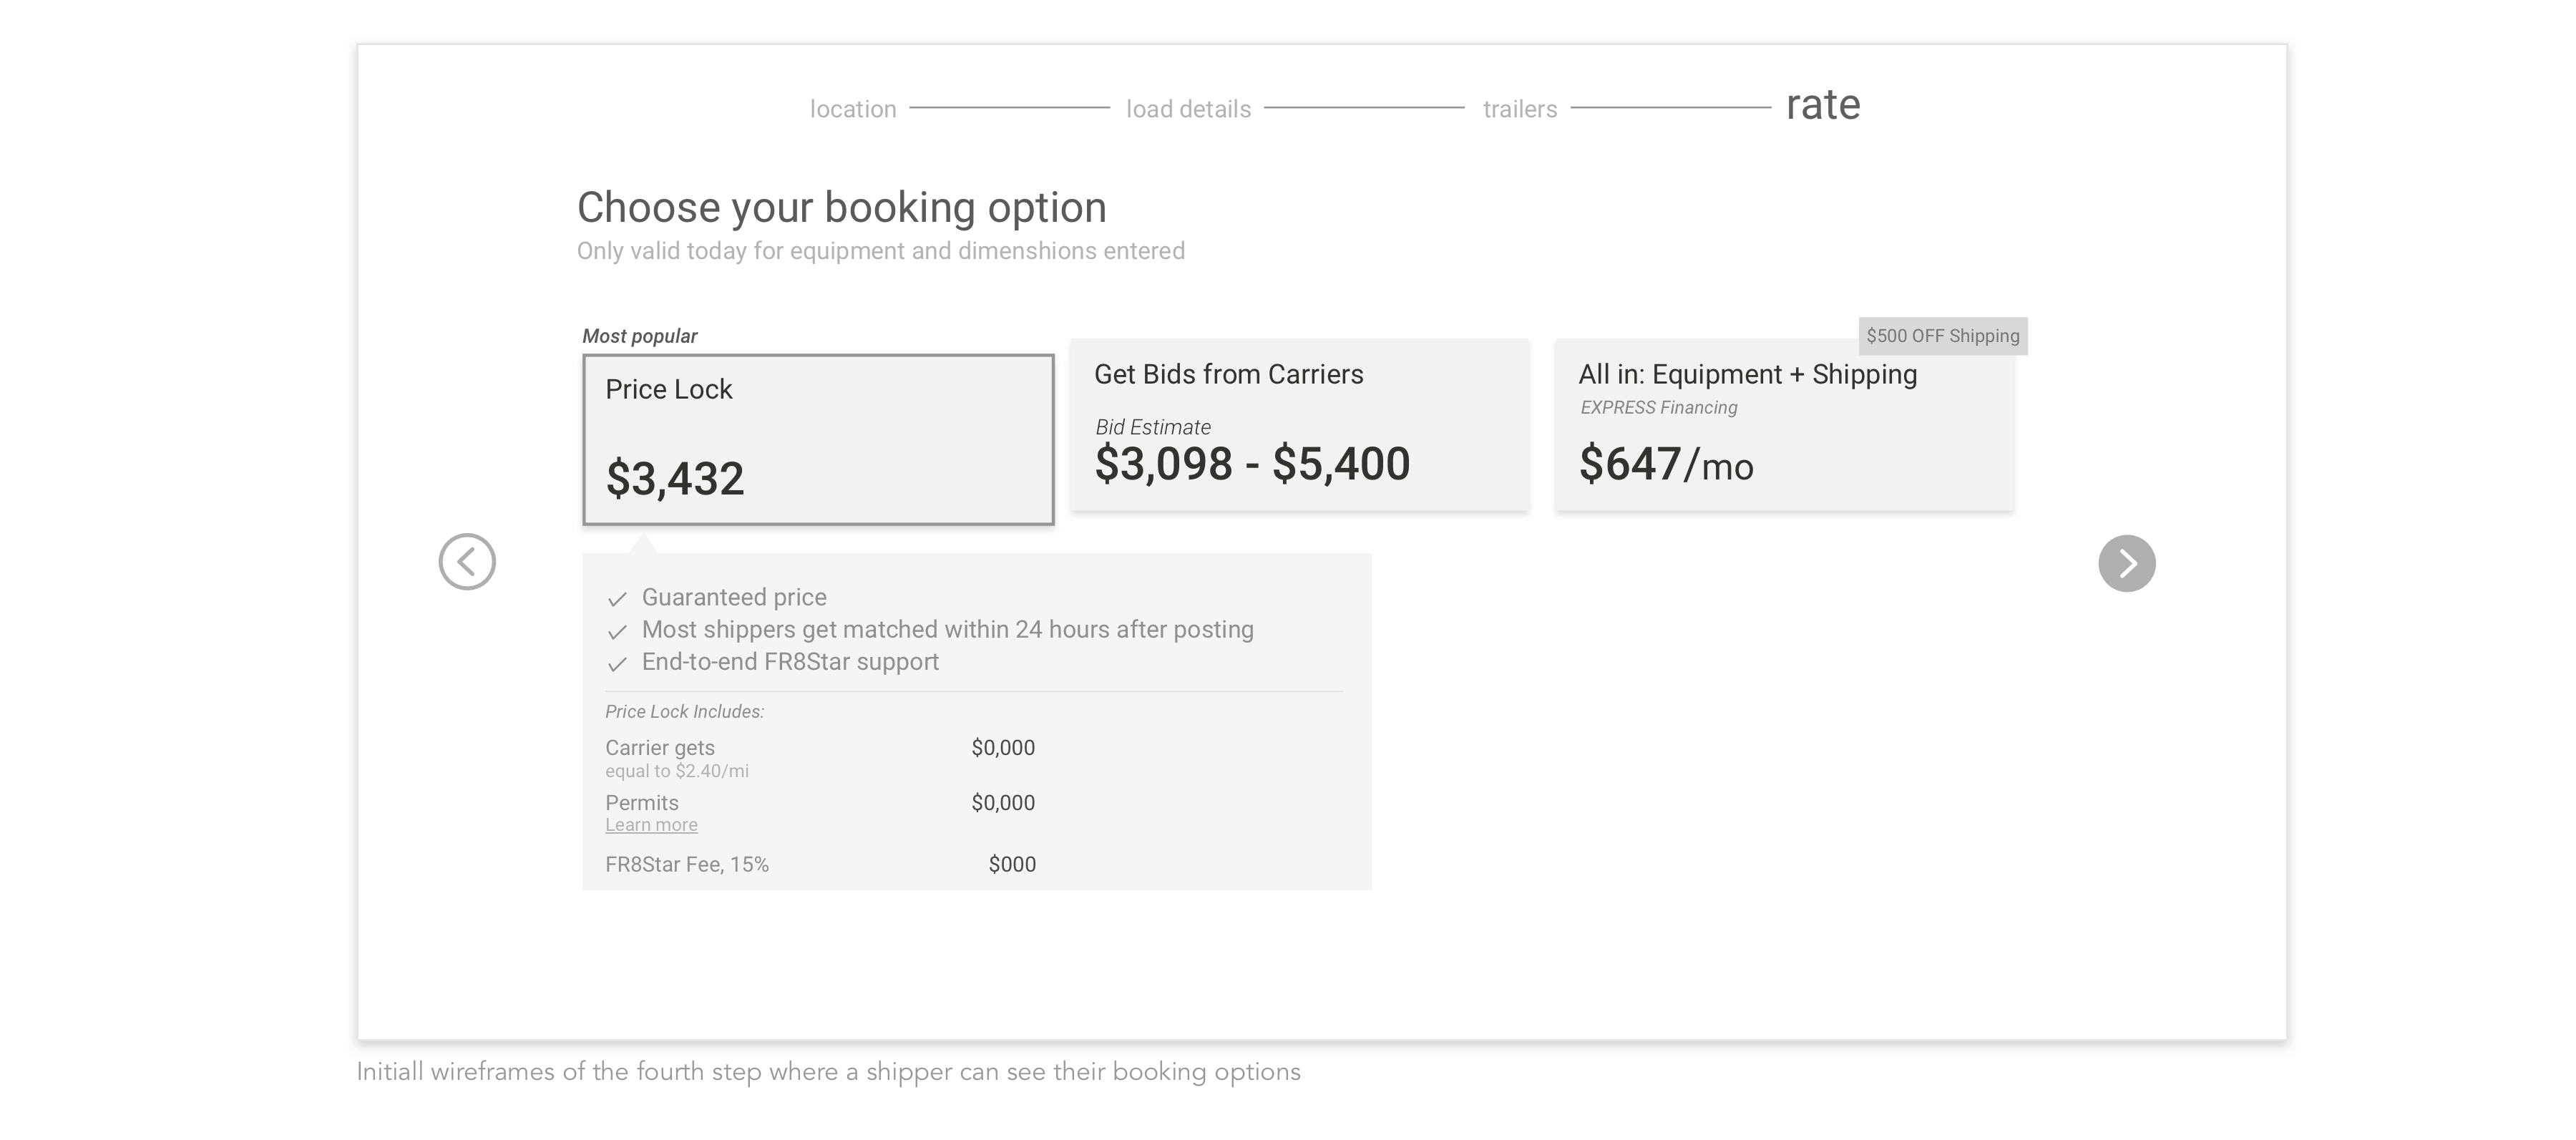 location
load details
trailers
rate
Choose your booking option
Only valid today for equipment and dimenshions entered
Most popular
Price Lock
$3,432
Get Bids from Carriers
Bid Estimate
$3,098 - $5,400
$500 OFF Shipping
All in: Equipment + Shipping
EXPRESS Financing
$647/mo
Guaranteed price
Most shippers get matched within 24 hours after posting
End-to-end FR8Star support
Price Lock Includes:
Carrier gets $0,000
equal to $2.40/mi
Permits $0,000
Learn more
FR8Star Fee, 15% $000
Initiall wireframes of the fourth step where a shipper can see their booking options